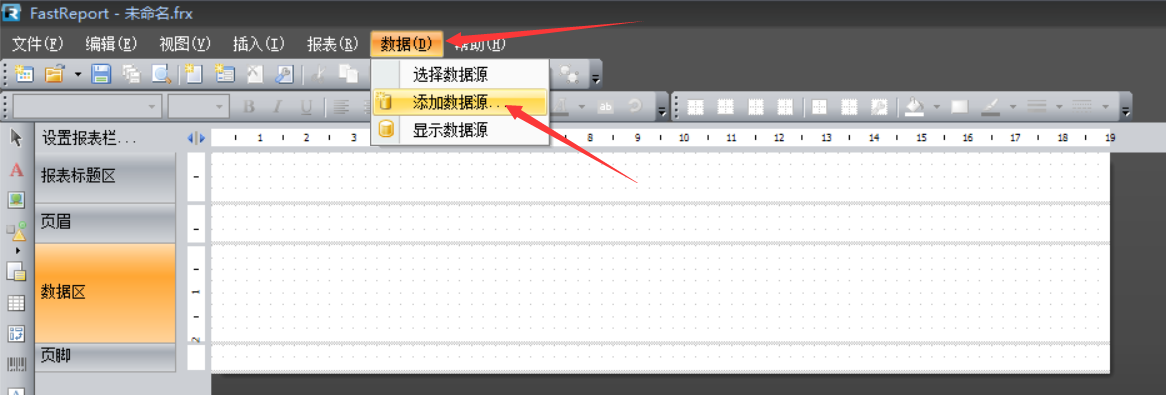 FastReport - 未命名.frx
文件(F) 编辑(E) 视图(V) 插入(I) 报表(R) 数据(D) 帮助(H)
选择数据源
添加数据源...
显示数据源
B I U ab
设置报表栏...
1 2 3 8 9 10 11 12 13 14 15 16 17 18 19
报表标题区
页眉
数据区
1
2
页脚